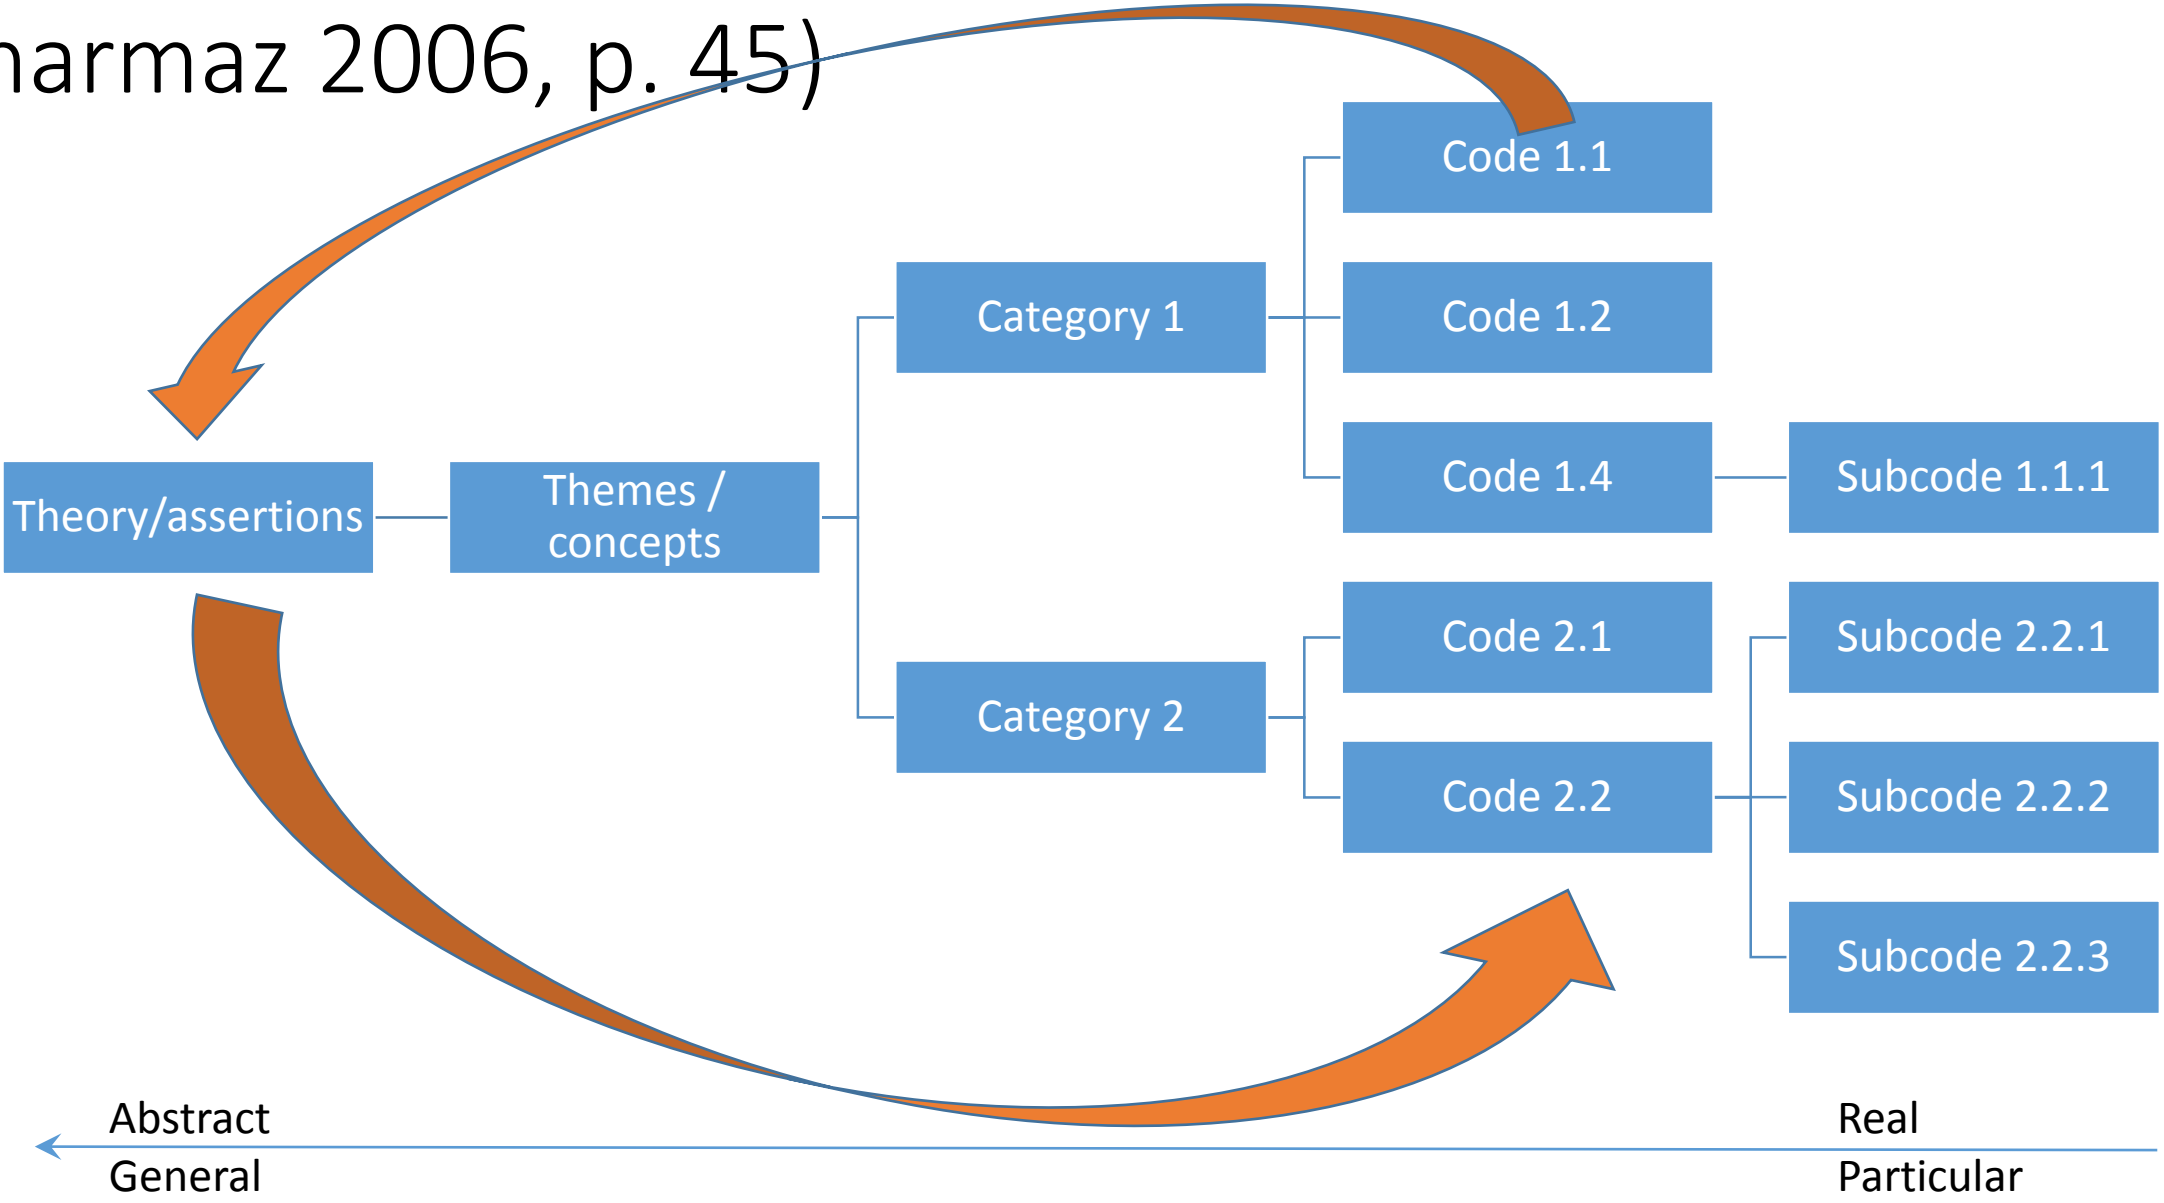 harmaz 2006, p. 45)
Code 1.1
Category 1
Code 1.2
Code 1.4
Subcode 1.1.1
Theory/assertions
Themes /
concepts
Code 2.1
Subcode 2.2.1
Category 2
Code 2.2
Subcode 2.2.2
Subcode 2.2.3
Abstract
Real
General
Particular